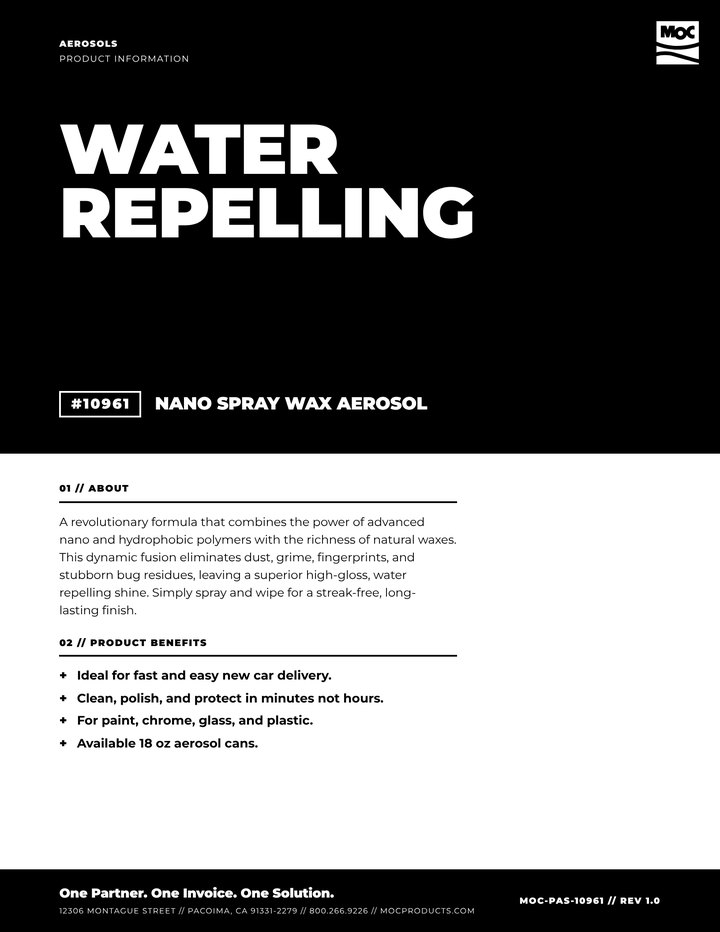 AEROSOLS
PRODUCT INFORMATION
MOC
WATER
REPELLING
#10961 NANO SPRAY WAX AEROSOL
01 // ABOUT
A revolutionary formula that combines the power of advanced
nano and hydrophobic polymers with the richness of natural waxes.
This dynamic fusion eliminates dust, grime, fingerprints, and
stubborn bug residues, leaving a superior high-gloss, water
repelling shine. Simply spray and wipe for a streak-free, long-
lasting finish.
02 // PRODUCT BENEFITS
+ Ideal for fast and easy new car delivery.
+ Clean, polish, and protect in minutes not hours.
+ For paint, chrome, glass, and plastic.
+ Available 18 oz aerosol cans.
One Partner. One Invoice. One Solution.
12306 MONTAGUE STREET // PACOIMA, CA 91331-2279 // 800.266.9226 // MOCPRODUCTS.COM
MOC-PAS-10961 // REV 1.0